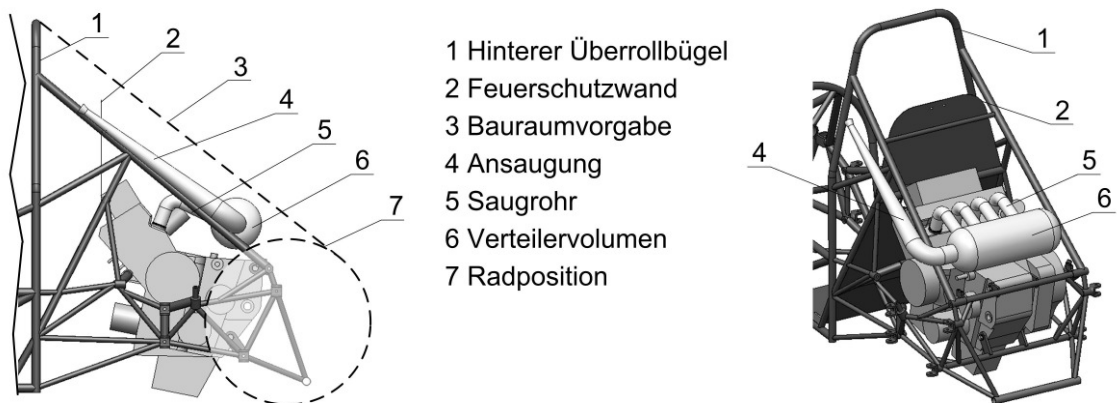 1
2
3
4
5
6
7
1 Hinterer Überrollbügel
2 Feuerschutzwand
3 Bauraumvorgabe
4 Ansaugung
5 Saugrohr
6 Verteilervolumen
7 Radposition
1
2
4
5
6